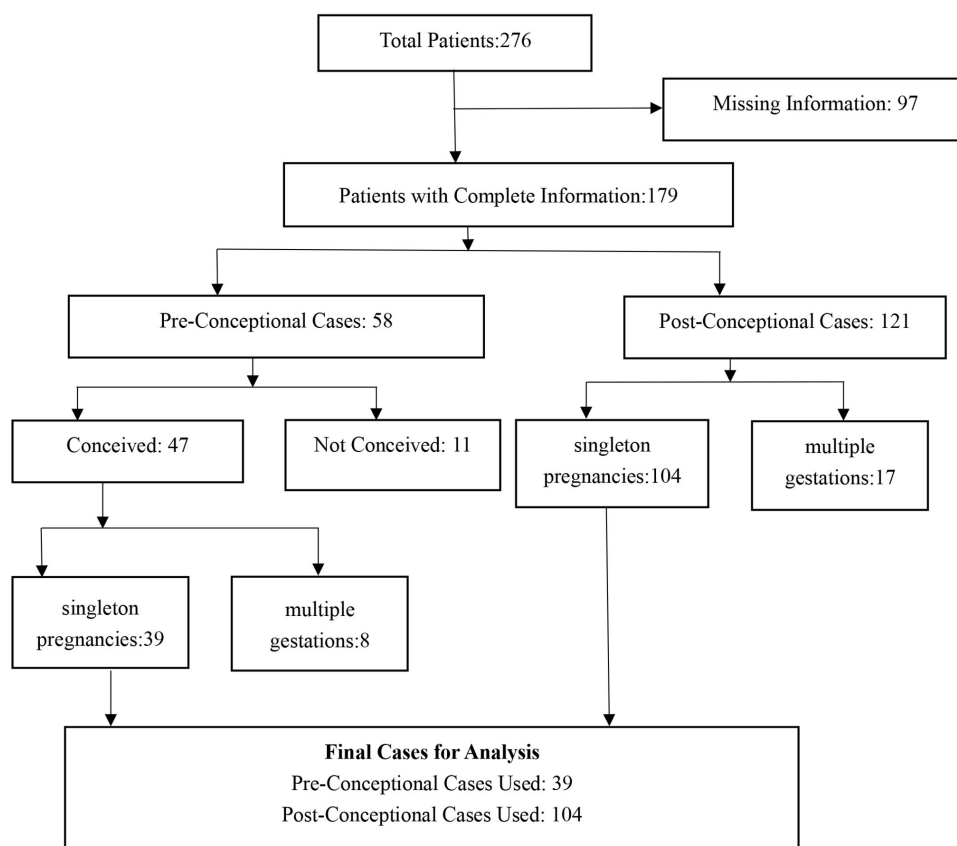 Total Patients:276
Missing Information: 97
Patients with Complete Information:179
Pre-Conceptional Cases: 58
Post-Conceptional Cases: 121
Conceived: 47
Not Conceived: 11
singleton
pregnancies:104
multiple
gestations:17
singleton
pregnancies:39
multiple
gestations:8
Final Cases for Analysis
Pre-Conceptional Cases Used: 39
Post-Conceptional Cases Used: 104